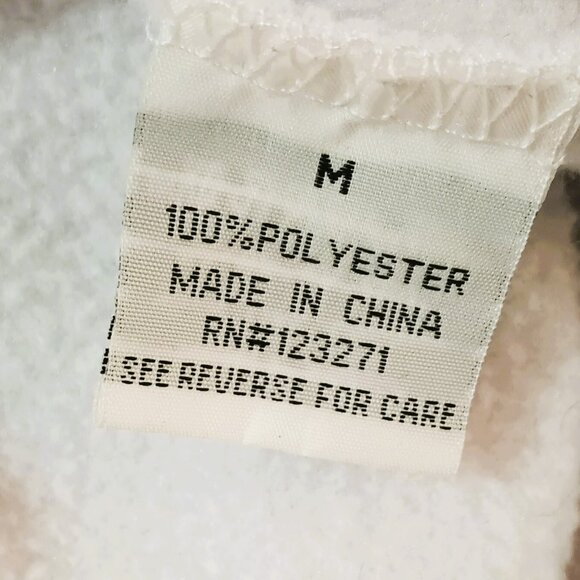 M
100%POLYESTER
MADE IN CHINA
RN#123271
SEE REVERSE FOR CARE